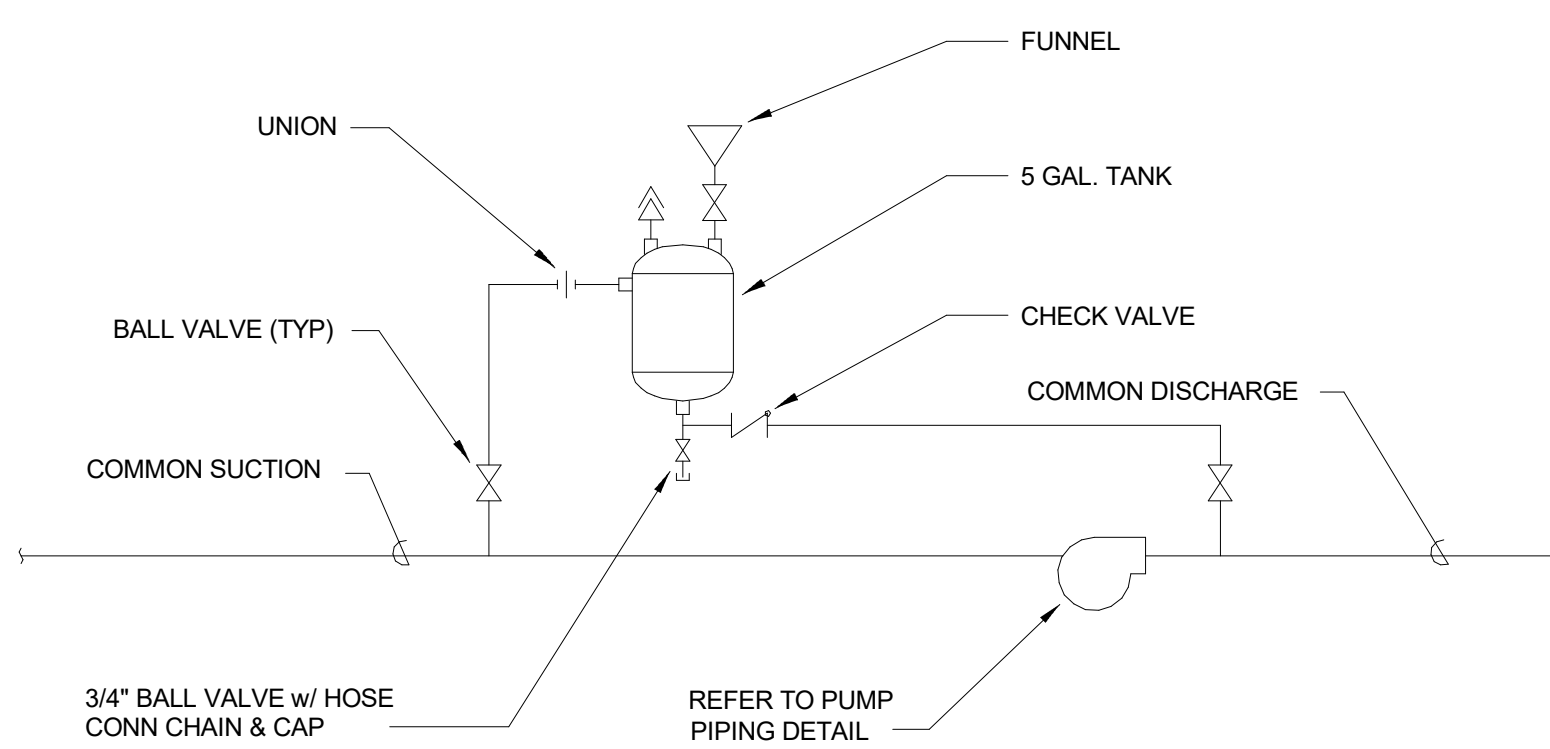 FUNNEL
UNION
5 GAL. TANK
CHECK VALVE
BALL VALVE (TYP)
COMMON DISCHARGE
COMMON SUCTION
3/4" BALL VALVE w/ HOSE
CONN CHAIN & CAP
REFER TO PUMP
PIPING DETAIL